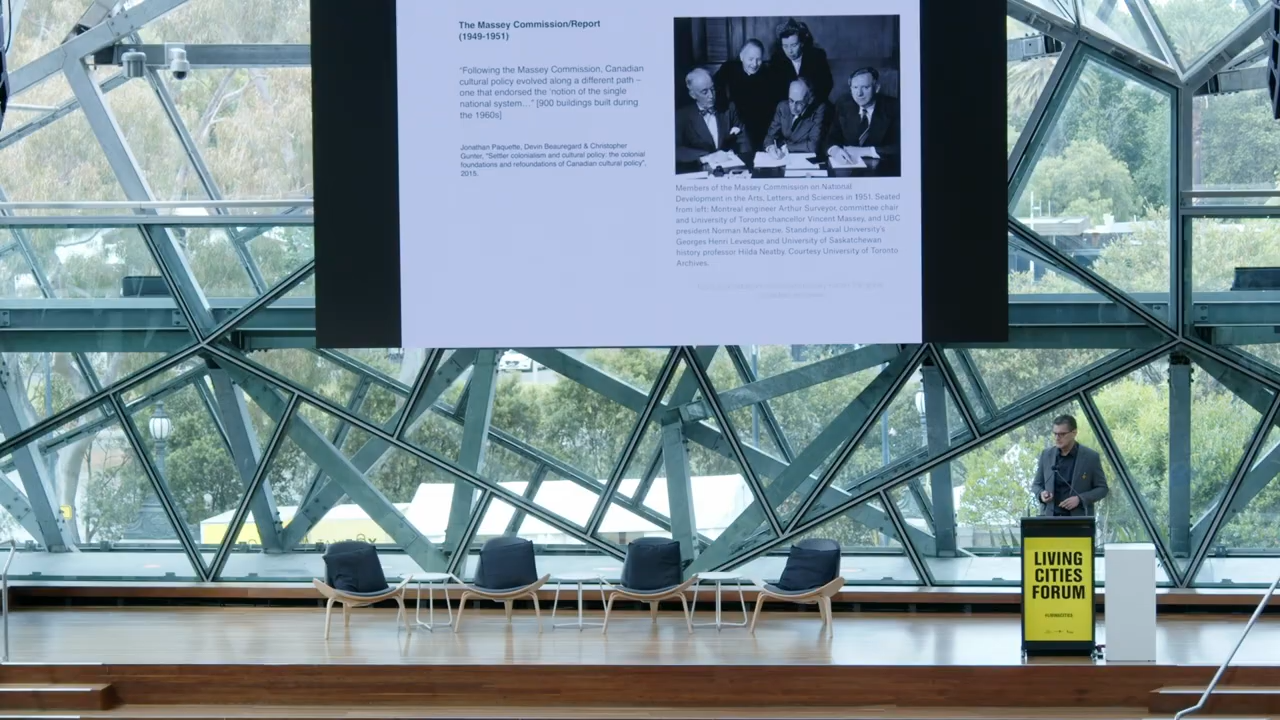 The Massey Commission/Report
(1949-1951)
"Following the Massey Commission, Canadian
cultural policy evolved along a different path –
one that endorsed the 'notion of the single
national system..." [900 buildings built during
the 1960s]
Jonathan Paquette, Devin Beauregard & Christopher
Gunter, "Settler colonialism and cultural policy: the colonial
foundations and refoundations of Canadian cultural policy",
2015.
Members of the Massey Commission on National
Development in the Arts, Letters, and Sciences in 1951. Seated
from left: Montreal engineer Arthur Surveyor, committee chair
and University of Toronto chancellor Vincent Massey, and UBC
president Norman Mackenzie. Standing: Laval University's
Georges Henri Levesque and University of Saskatchewan
history professor Hilda Neatby. Courtesy University of Toronto
Archives.
LIVING
CITIES
FORUM